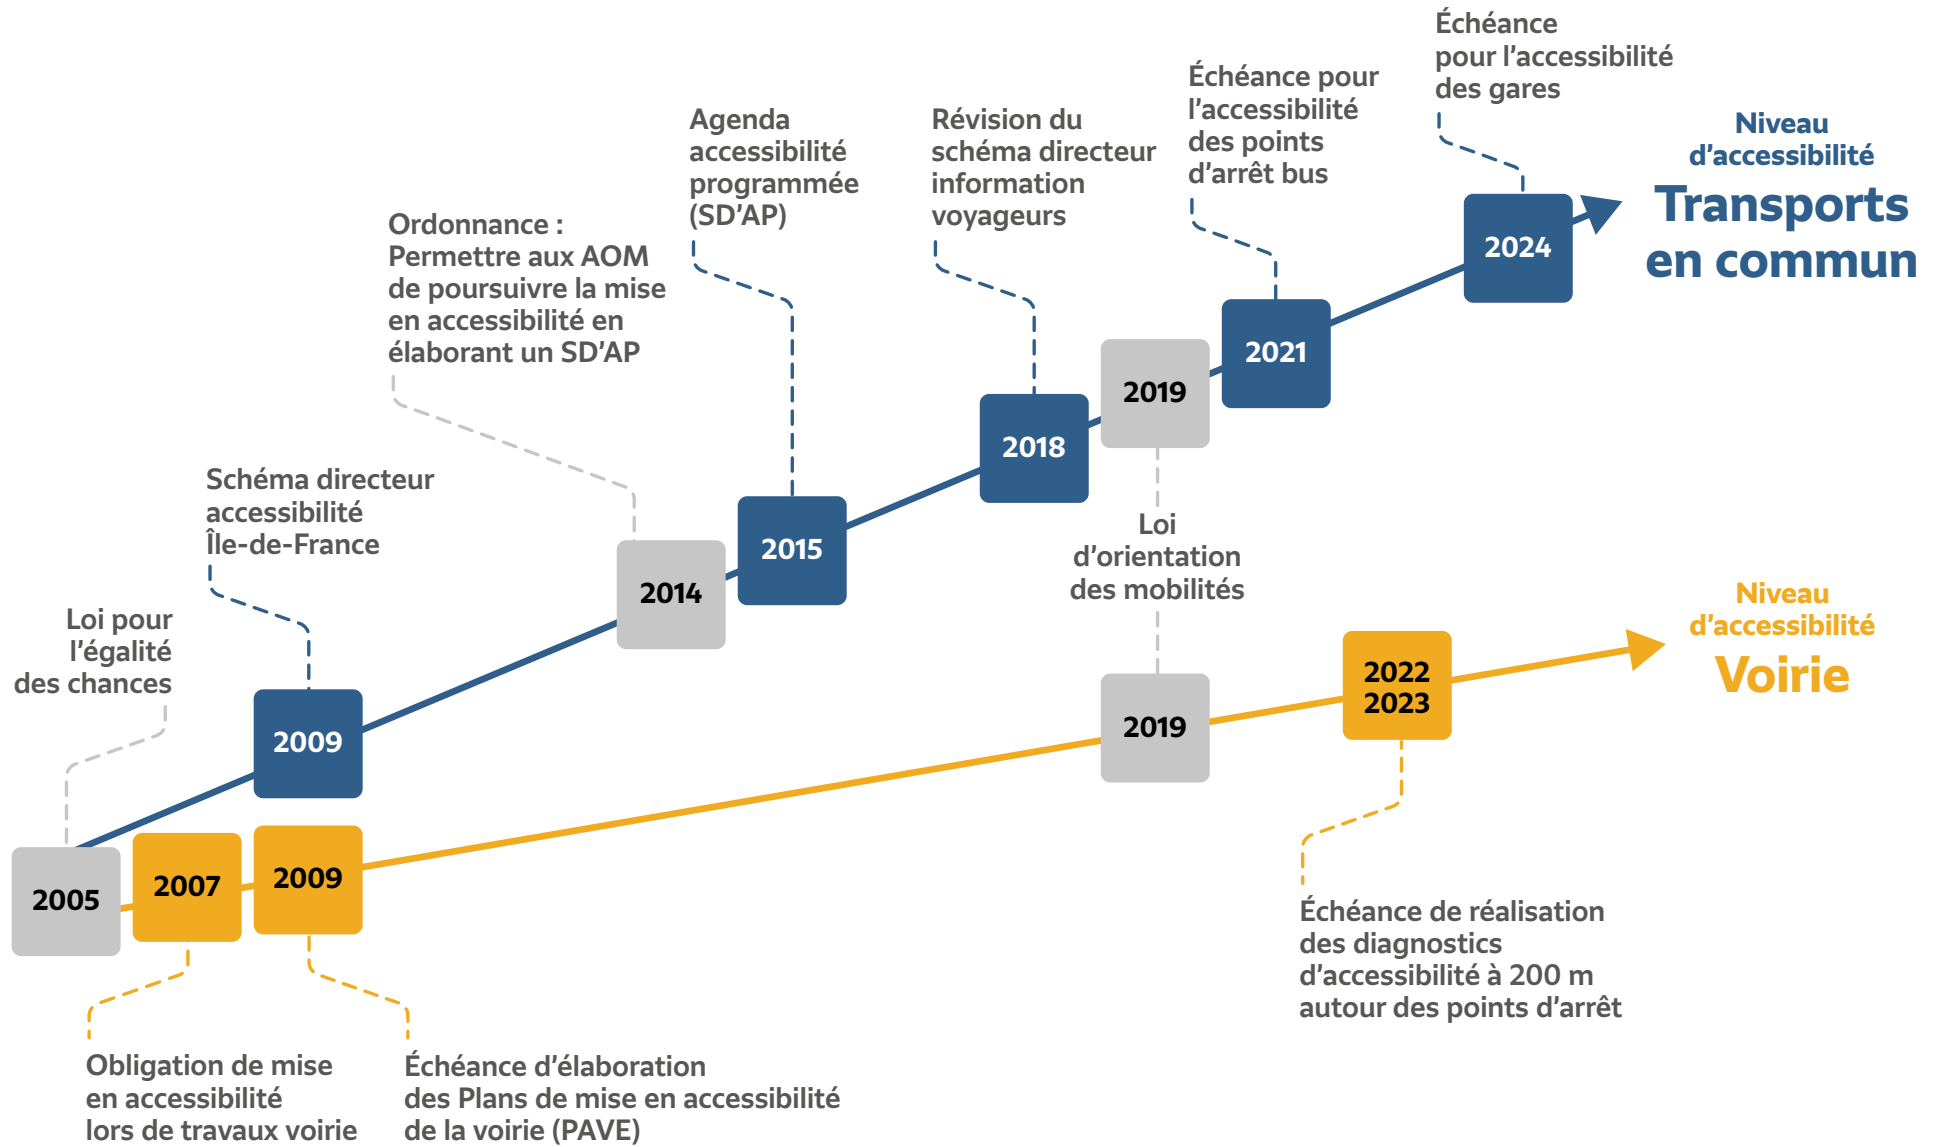 Échéance
pour l'accessibilité
des gares
Échéance pour
l'accessibilité
des points
d'arrêt bus
Agenda
accessibilité
programmée
(SD'AP)
Révision du
schéma directeur
information
voyageurs
Niveau
d'accessibilité
Transports
en commun
Ordonnance :
Permettre aux AOM
de poursuivre la mise
en accessibilité en
élaborant un SD'AP
2024
2021
2019
2018
Schéma directeur
accessibilité
Île-de-France
2015
2014
Loi
d'orientation
des mobilités
Loi pour
l'égalité
des chances
Niveau
d'accessibilité
Voirie
2009
2022
2023
2019
2005
2007
2009
Échéance de réalisation
des diagnostics
d'accessibilité à 200 m
autour des points d'arrêt
Obligation de mise
en accessibilité
lors de travaux voirie
Échéance d'élaboration
des Plans de mise en accessibilité
de la voirie (PAVE)